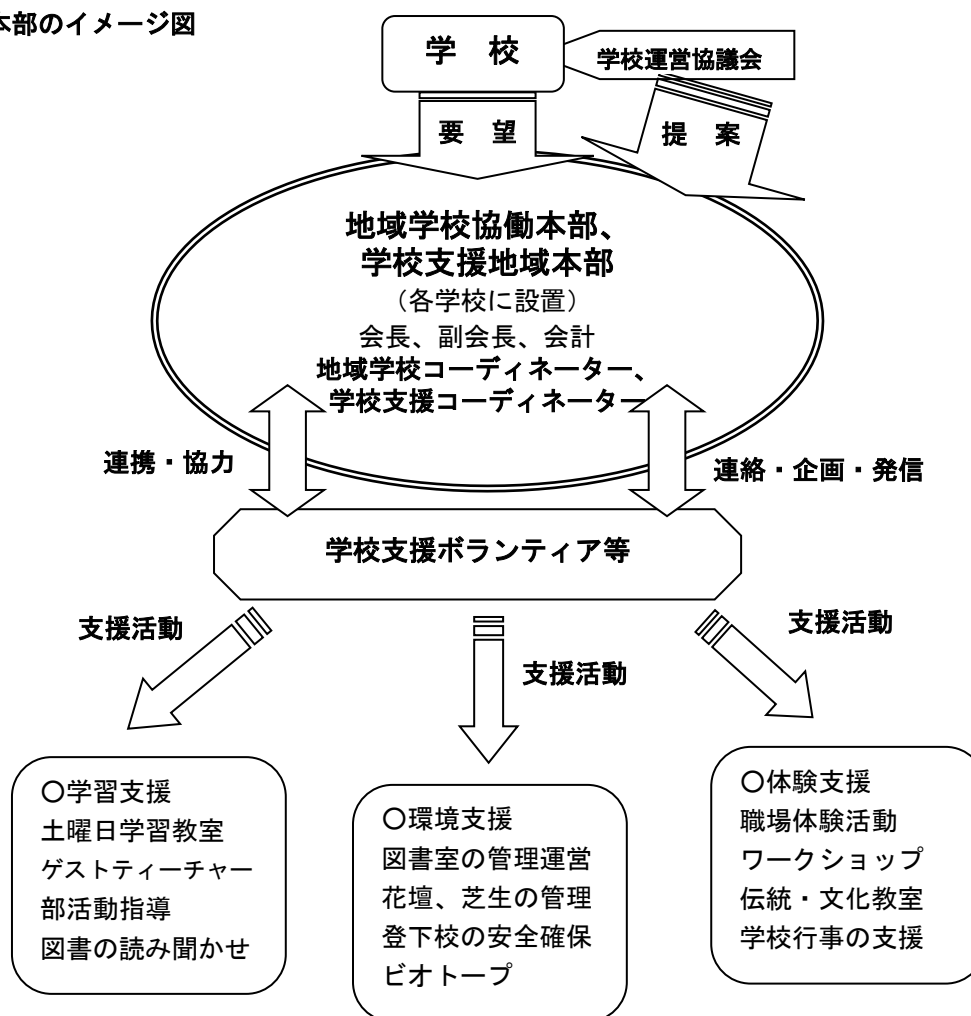 本部のイメージ図
学 校
学校運営協議会
要 望
提 案
地域学校協働本部、
学校支援地域本部
（各学校に設置）
会長、副会長、会計
地域学校コーディネーター、
学校支援コーディネーター
連携・協力
連絡・企画・発信
学校支援ボランティア等
支援活動
支援活動
支援活動
○学習支援
土曜日学習教室
ゲストティーチャー
部活動指導
図書の読み聞かせ
○環境支援
図書室の管理運営
花壇、芝生の管理
登下校の安全確保
ビオトープ
○体験支援
職場体験活動
ワークショップ
伝統・文化教室
学校行事の支援